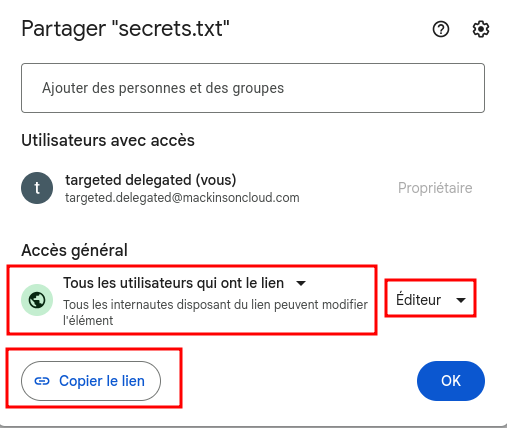 Partager "secrets.txt"
Ajouter des personnes et des groupes
Utilisateurs avec accès
t
targeted delegated (vous)
targeted.delegated@mackinsoncloud.com
Propriétaire
Accès général
Tous les utilisateurs qui ont le lien
Tous les internautes disposant du lien peuvent modifier
l'élément
Éditeur
Copier le lien
OK